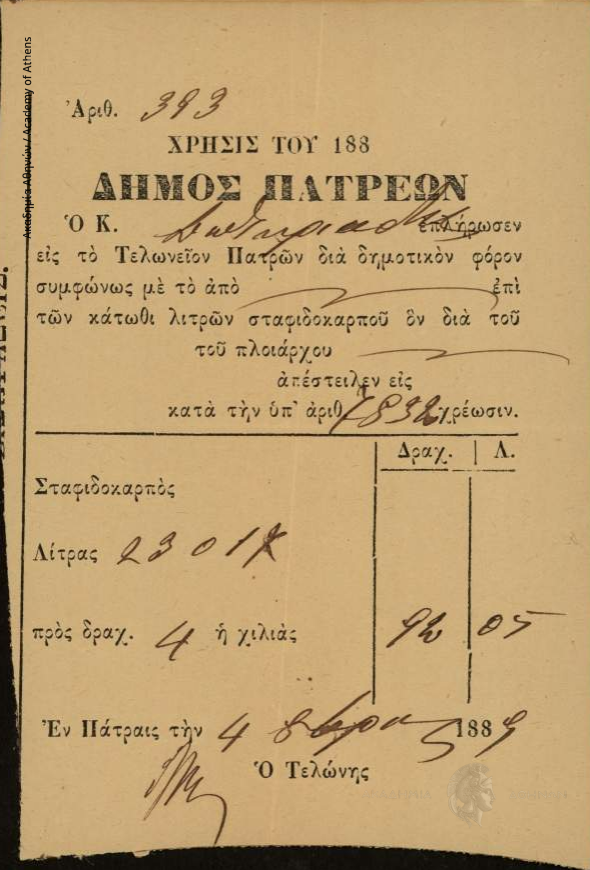 Ακαδημία Αθηνών / Academy of Athens
Ἀριθ. 393
ΧΡΗΣΙΣ ΤΟΥ 188
ΔΗΜΟΣ ΠΑΤΡΕΩΝ
Ὁ Κ. ἐπλήρωσεν
εἰς τὸ Τελωνεῖον Πατρῶν διὰ δημοτικὸν φόρον
συμφώνως μὲ τὸ ἀπὸ ἐπὶ
τῶν κάτωθι λιτρῶν σταφιδοκαρποῦ ὃν διὰ τοῦ
τοῦ πλοιάρχου
ἀπέστειλεν εἰς
κατὰ τὴν ὑπ' ἀριθ. 1832 χρέωσιν.
Δραχ. Λ.
Σταφιδοκαρπὸς
Λίτρας 23017
πρὸς δραχ. 4 ἡ χιλιὰς 92 05
Ἐν Πάτραις τὴν 4 8βρου 1889
Ὁ Τελώνης